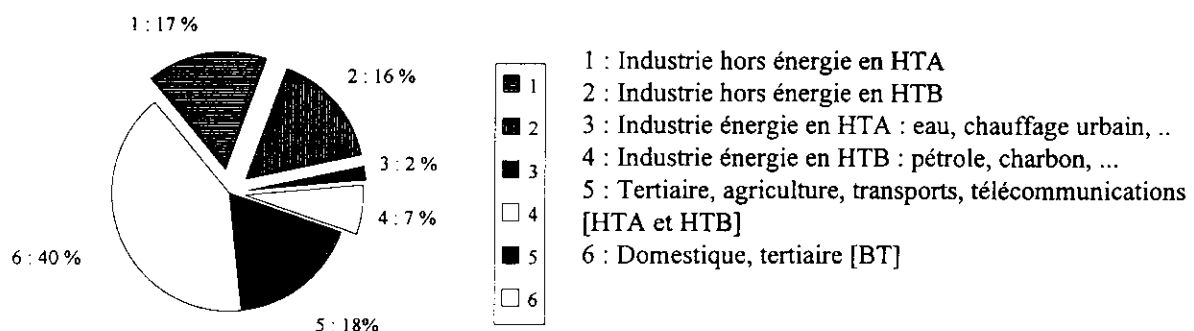 1 : 17 %
2 : 16 %
3 : 2 %
4 : 7 %
6 : 40 %
5 : 18%
1
2
3
4
5
6
1 : Industrie hors énergie en HTA
2 : Industrie hors énergie en HTB
3 : Industrie énergie en HTA : eau, chauffage urbain, ..
4 : Industrie énergie en HTB : pétrole, charbon, ...
5 : Tertiaire, agriculture, transports, télécommunications
[HTA et HTB]
6 : Domestique, tertiaire [BT]